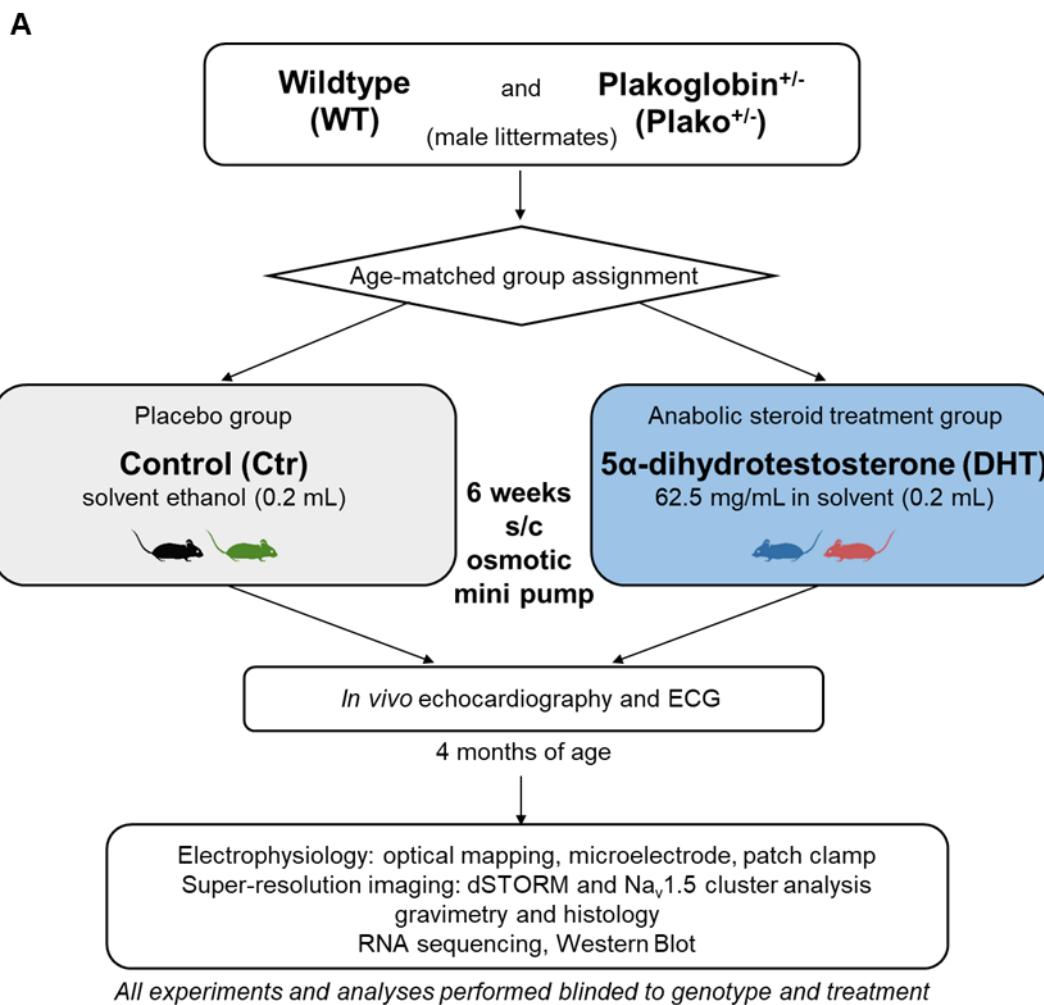 A
Wildtype
(WT)
and
(male littermates)
Plakoglobin+/-
(Plako+/-)
Age-matched group assignment
Placebo group
Control (Ctr)
solvent ethanol (0.2 mL)
6 weeks
s/c
osmotic
mini pump
Anabolic steroid treatment group
5α-dihydrotestosterone (DHT)
62.5 mg/mL in solvent (0.2 mL)
In vivo echocardiography and ECG
4 months of age
Electrophysiology: optical mapping, microelectrode, patch clamp
Super-resolution imaging: dSTORM and Nav1.5 cluster analysis
gravimetry and histology
RNA sequencing, Western Blot
All experiments and analyses performed blinded to genotype and treatment